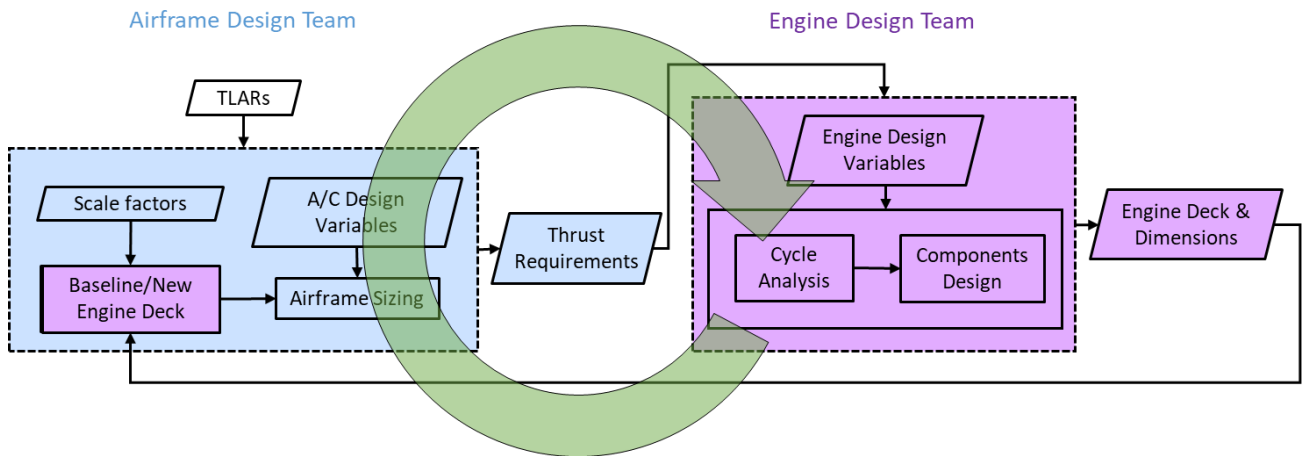 Airframe Design Team
Engine Design Team
TLARs
Scale factors
A/C Design
Variables
Baseline/New
Engine Deck
Airframe Sizing
Thrust
Requirements
Engine Design
Variables
Cycle
Analysis
Components
Design
Engine Deck &
Dimensions